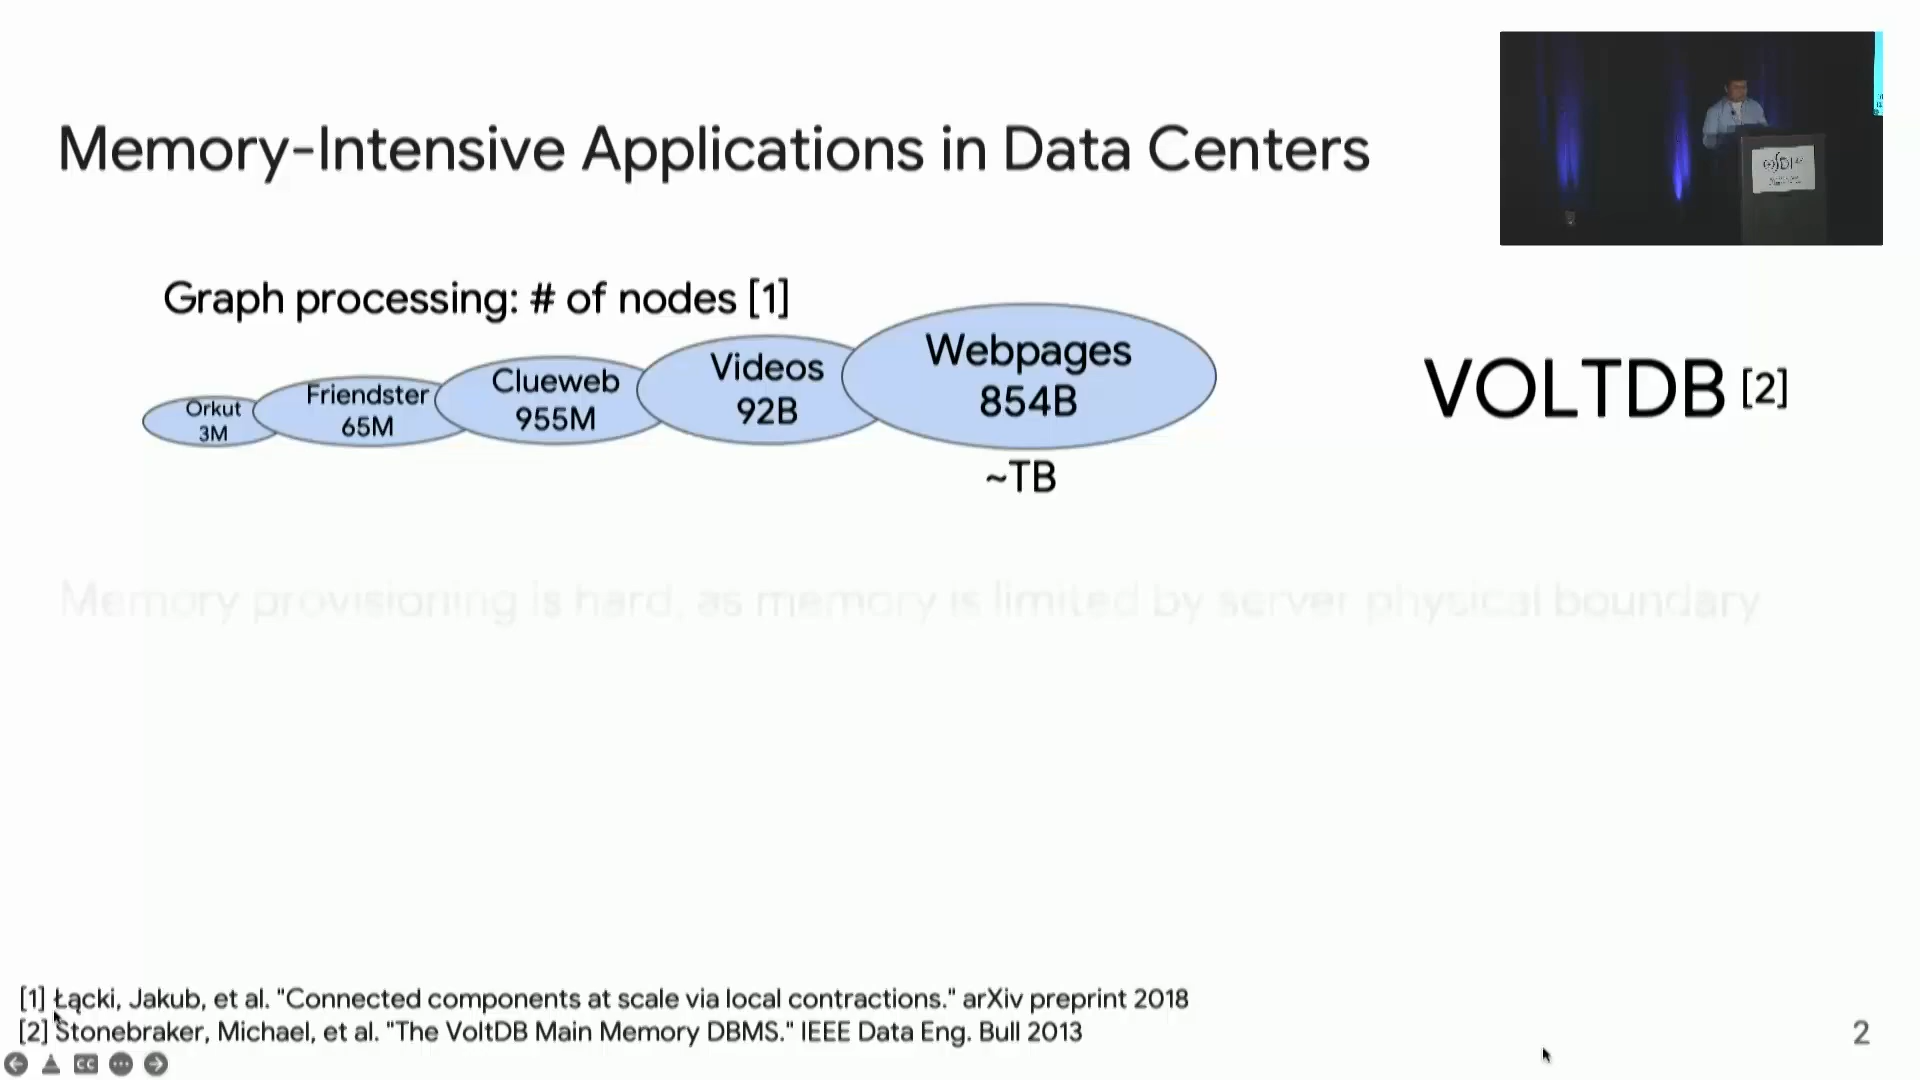 Memory-Intensive Applications in Data Centers
Graph processing: # of nodes [1]
Orkut
3M
Friendster
65M
Clueweb
955M
Videos
92B
Webpages
854B
~TB
VOLTDB [2]
Memory provisioning is hard, as memory is limited by server physical boundary
[1] Łącki, Jakub, et al. "Connected components at scale via local contractions." arXiv preprint 2018
[2] Stonebraker, Michael, et al. "The VoltDB Main Memory DBMS." IEEE Data Eng. Bull 2013
2
CC